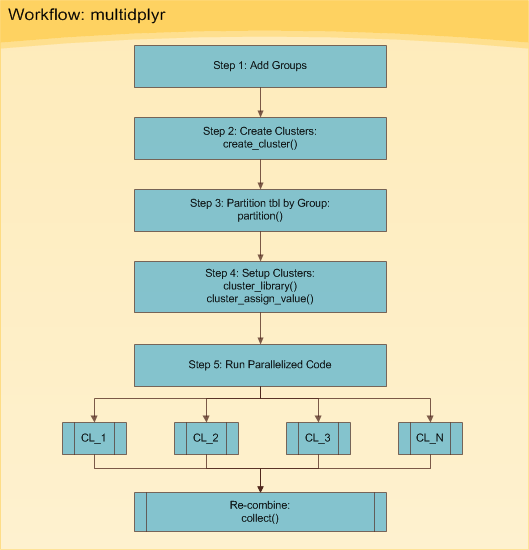 Workflow: multidplyr
Step 1: Add Groups
Step 2: Create Clusters:
create_cluster()
Step 3: Partition tbl by Group:
partition()
Step 4: Setup Clusters:
cluster_library()
cluster_assign_value()
Step 5: Run Parallelized Code
CL_1
CL_2
CL_3
CL_N
Re-combine:
collect()